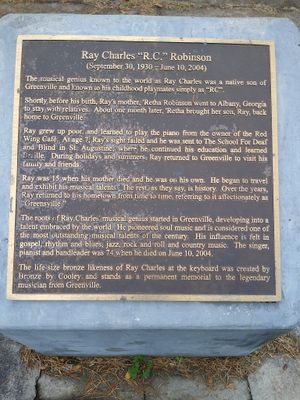 Ray Charles "R.C." Robinson
(September 30, 1930 – June 10, 2004)
The musical genius known to the world as Ray Charles was a native son of
Greenville and known to his childhood playmates simply as "RC".
Shortly before his birth, Ray's mother, 'Retha Robinson went to Albany, Georgia
to stay with relatives. About one month later, 'Retha brought her son, Ray, back
home to Greenville.
Ray grew up poor, and learned to play the piano from the owner of the Red
Wing Café. At age 7, Ray's sight failed and he was sent to The School For Deaf
and Blind in St. Augustine, where he continued his education and learned
Braille. During holidays and summers, Ray returned to Greenville to visit his
family and friends.
Ray was 15 when his mother died and he was on his own. He began to travel
and exhibit his musical talents. The rest, as they say, is history. Over the years,
Ray returned to his hometown from time to time, referring to it affectionately as
"Greensville."
The roots of Ray Charles' musical genius started in Greenville, developing into a
talent embraced by the world. He pioneered soul music and is considered one of
the most outstanding musical talents of the century. His influence is felt in
gospel, rhythm and blues, jazz, rock and roll and country music. The singer,
pianist and bandleader was 74 when he died on June 10, 2004.
The life-size bronze likeness of Ray Charles at the keyboard was created by
Bronze by Cooley and stands as a permanent memorial to the legendary
musician from Greenville.